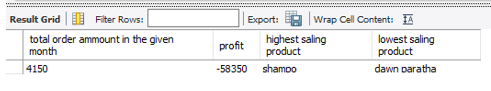 Result Grid Filter Rows: Export: Wrap Cell Content:
total order ammount in the given month profit highest saling product lowest saling product
4150 -58350 shampo dawn paratha